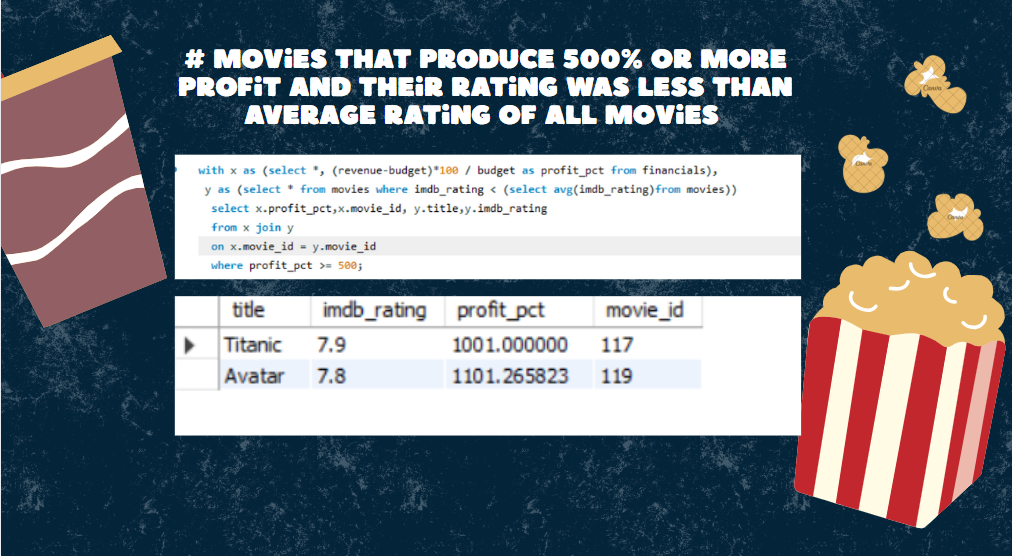 # MOViES THAT PRODUCE 500% OR MORE
PROFiT AND THEiR RATiNG WAS LESS THAN
AVERAGE RATiNG OF ALL MOViES
with x as (select *, (revenue-budget)*100 / budget as profit_pct from financials),
y as (select * from movies where imdb_rating < (select avg(imdb_rating)from movies))
select x.profit_pct,x.movie_id, y.title,y.imdb_rating
from x join y
on x.movie_id = y.movie_id
where profit_pct >= 500;
title imdb_rating profit_pct movie_id
Titanic 7.9 1001.000000 117
Avatar 7.8 1101.265823 119
Canva
Canva
Canva